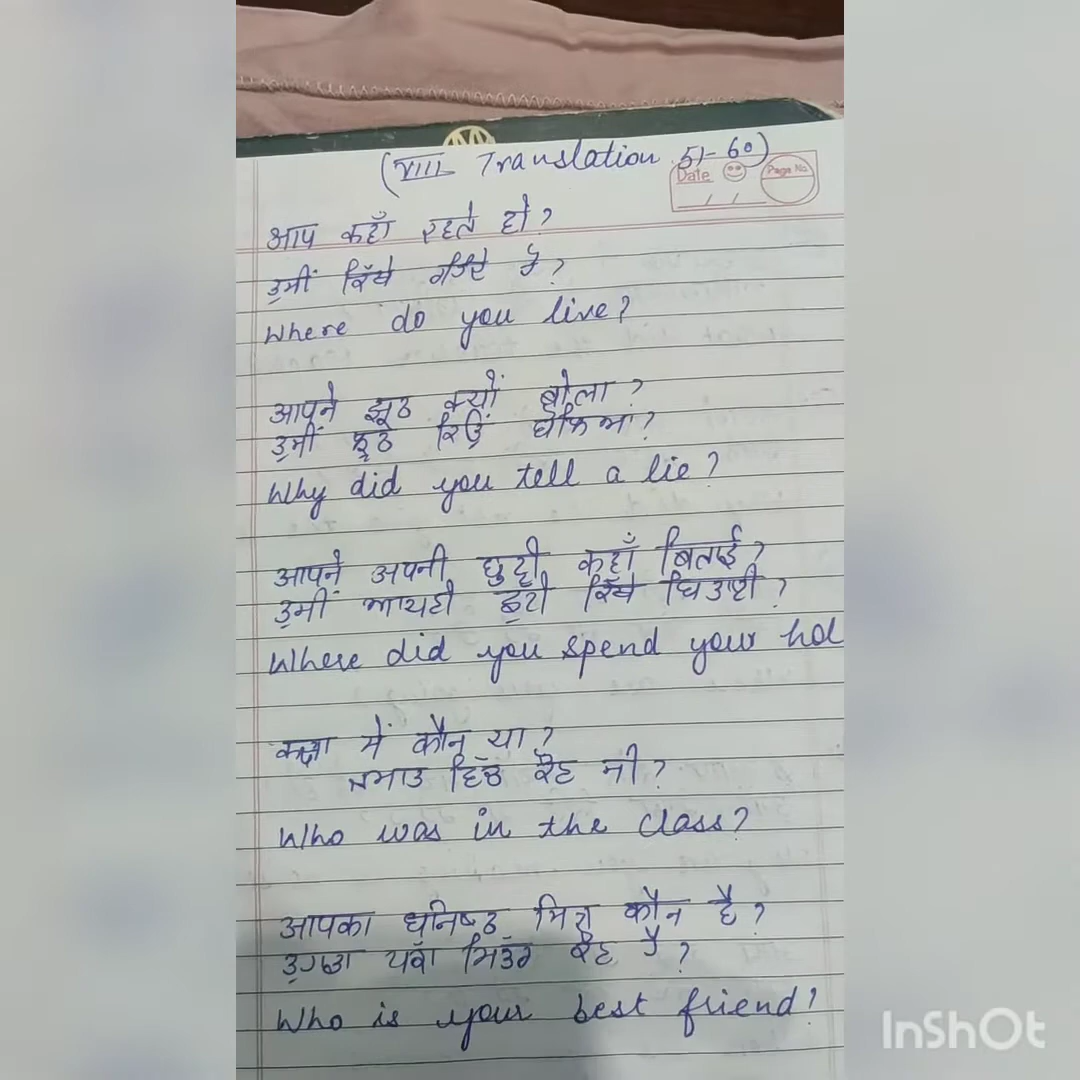 (VIII Translation 51-60)
Date
Page No.
आप कहाँ रहते हो?
ਤੁਸੀਂ ਕਿੱਥੇ ਰਹਿੰਦੇ ਹੋ?
Where do you live?
आपने झूठ क्यों बोला?
ਤੁਸੀਂ ਝੂਠ ਕਿਉਂ ਬੋਲਿਆ?
Why did you tell a lie?
आपने अपनी छुट्टी कहाँ बिताई?
ਤੁਸੀਂ ਆਪਣੀ ਛੁਟੀ ਕਿੱਥੇ ਬਿਤਾਈ?
Where did you spend your hol
कक्षा में कौन था?
ਜਮਾਤ ਵਿੱਚ ਕੌਣ ਸੀ?
Who was in the class?
आपका घनिष्ठ मित्र कौन है?
ਤੁਹਾਡਾ ਪੱਕਾ ਮਿੱਤਰ ਕੌਣ ਹੈ?
Who is your best friend?
InShOt